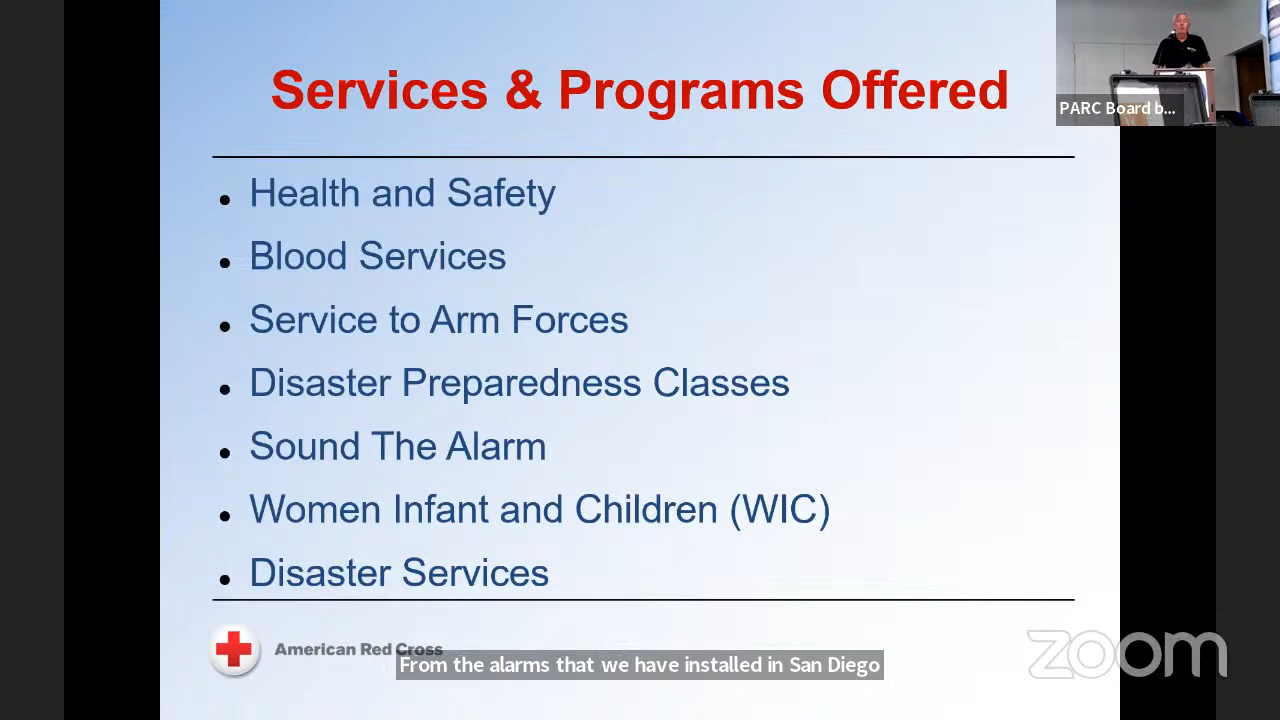 Services & Programs Offered
PARC Board b...
Health and Safety
Blood Services
Service to Arm Forces
Disaster Preparedness Classes
Sound The Alarm
Women Infant and Children (WIC)
Disaster Services
American Red Cross
From the alarms that we have installed in San Diego
zoom